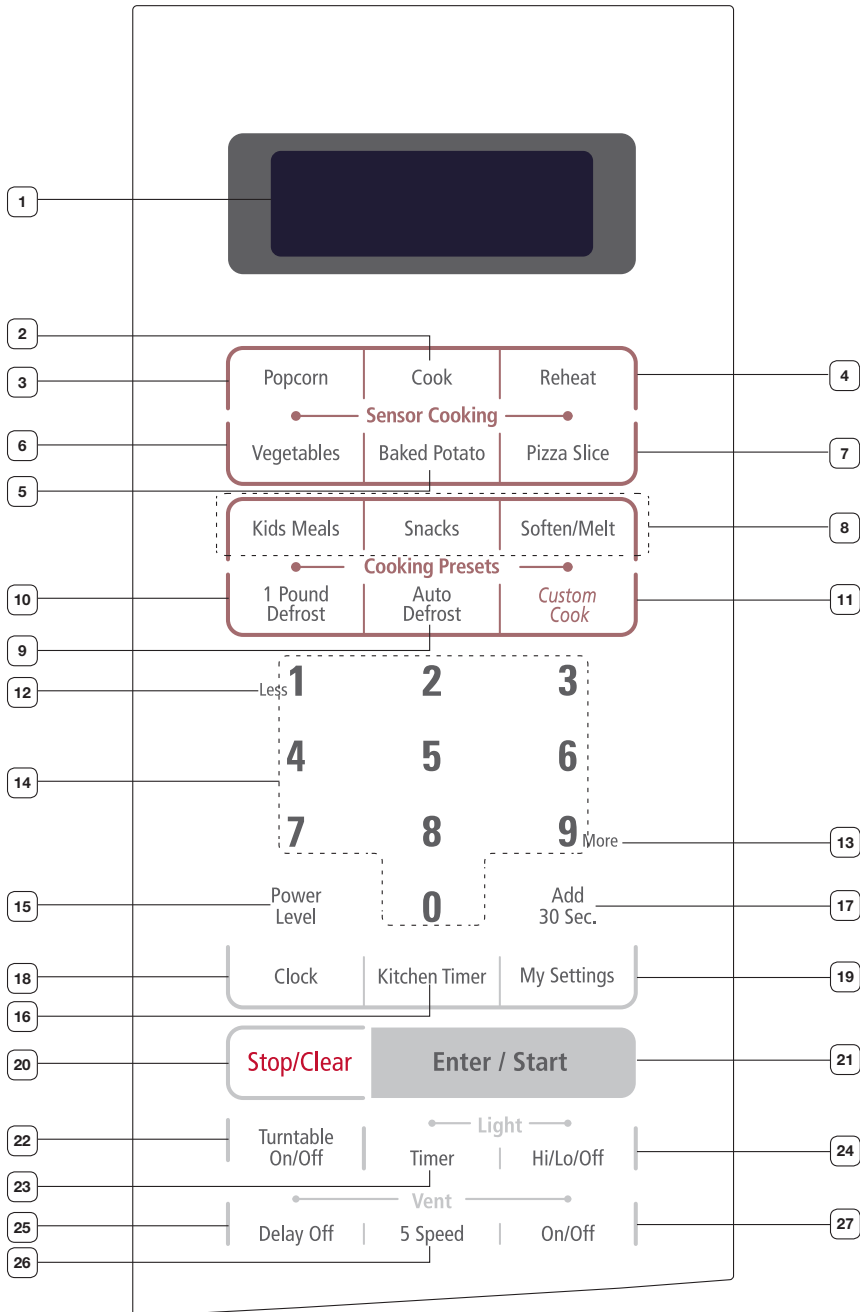 1
2
3
Popcorn
Cook
Reheat
4
Sensor Cooking
6
Vegetables
Baked Potato
Pizza Slice
7
5
Kids Meals
Snacks
Soften/Melt
8
Cooking Presets
10
1 Pound
Defrost
Auto
Defrost
Custom
Cook
11
9
12
Less
1
2
3
14
4
5
6
7
8
9
More
13
15
Power
Level
0
Add
30 Sec.
17
18
Clock
Kitchen Timer
My Settings
19
16
20
Stop/Clear
Enter / Start
21
22
Turntable
On/Off
Light
Timer
Hi/Lo/Off
24
23
Vent
25
Delay Off
5 Speed
On/Off
27
26